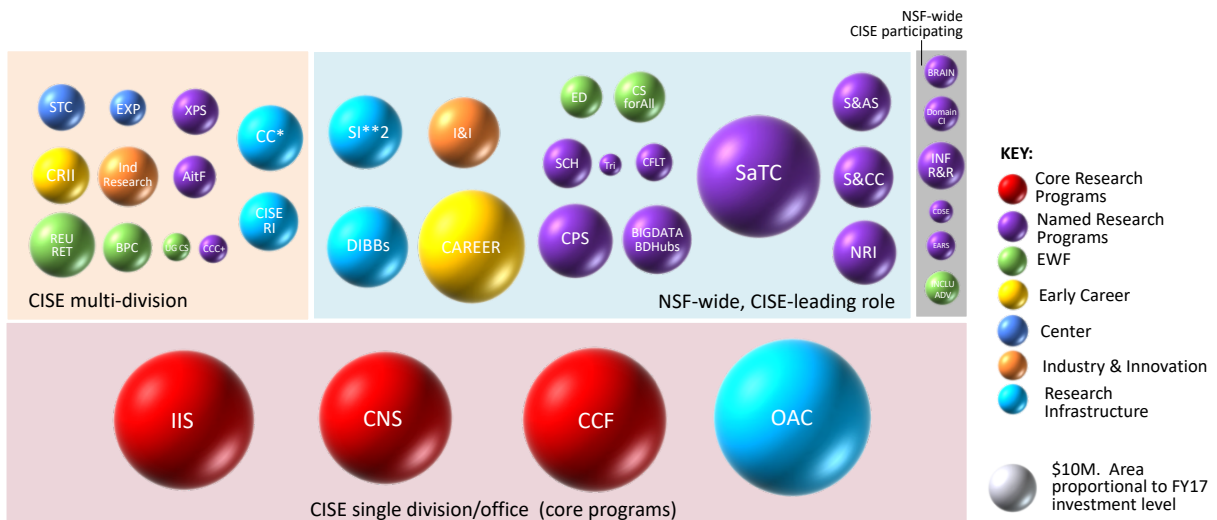 NSF-wide
CISE participating
STC
EXP
XPS
CC*
CRII
Ind
Research
AitF
CISE
RI
REU
RET
BPC
UG CS
CCC+
CISE multi-division
SI**2
I&I
ED
CS
forAll
S&AS
SCH
Tri
CFLT
SaTC
S&CC
DIBBs
CAREER
CPS
BIGDATA
BDHubs
NRI
NSF-wide, CISE-leading role
BRAIN
Domain
CI
INF
R&R
CDSE
EARS
INCLU
ADV
IIS
CNS
CCF
OAC
CISE single division/office (core programs)
KEY:
Core Research
Programs
Named Research
Programs
EWF
Early Career
Center
Industry & Innovation
Research
Infrastructure
$10M. Area
proportional to FY17
investment level